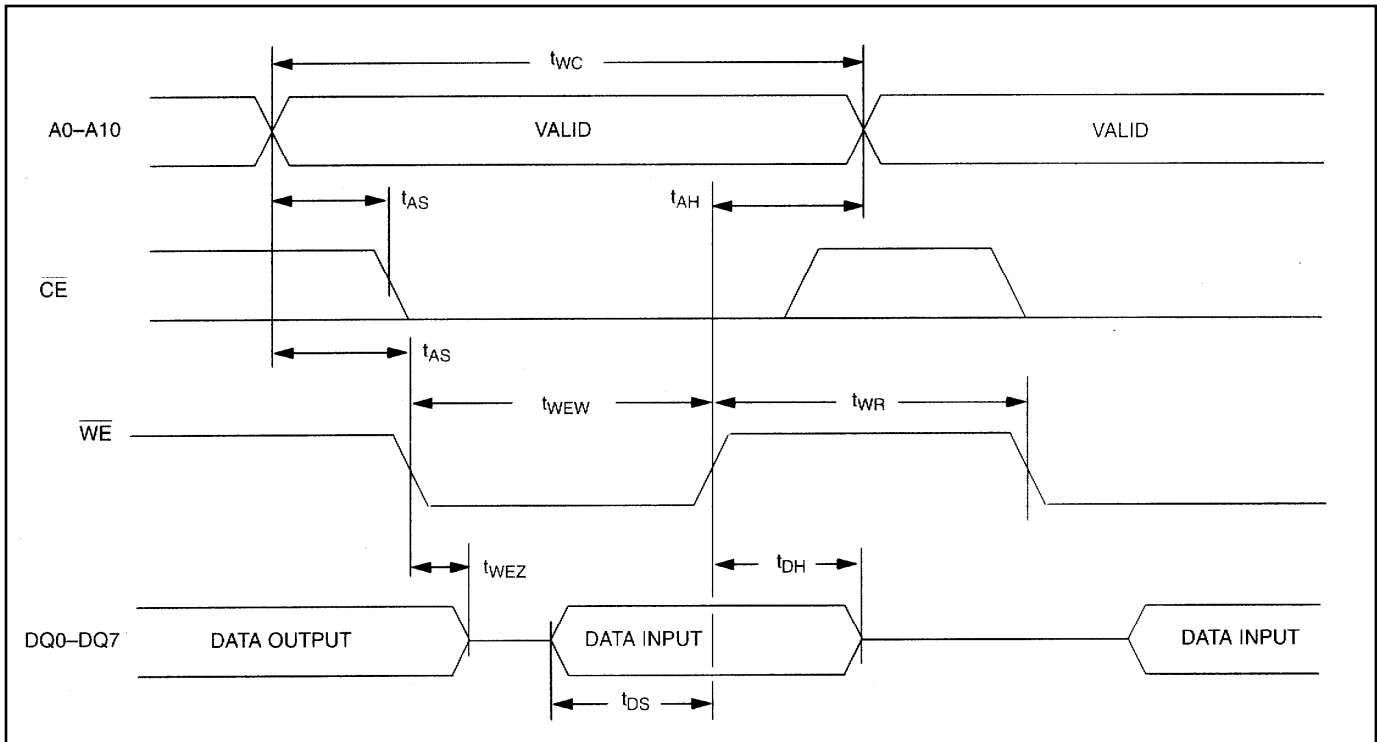 tWC
A0–A10 VALID VALID
tAS tAH
CE
tAS
tWEW tWR
WE
tWEZ tDH
DQ0–DQ7 DATA OUTPUT DATA INPUT DATA INPUT
tDS